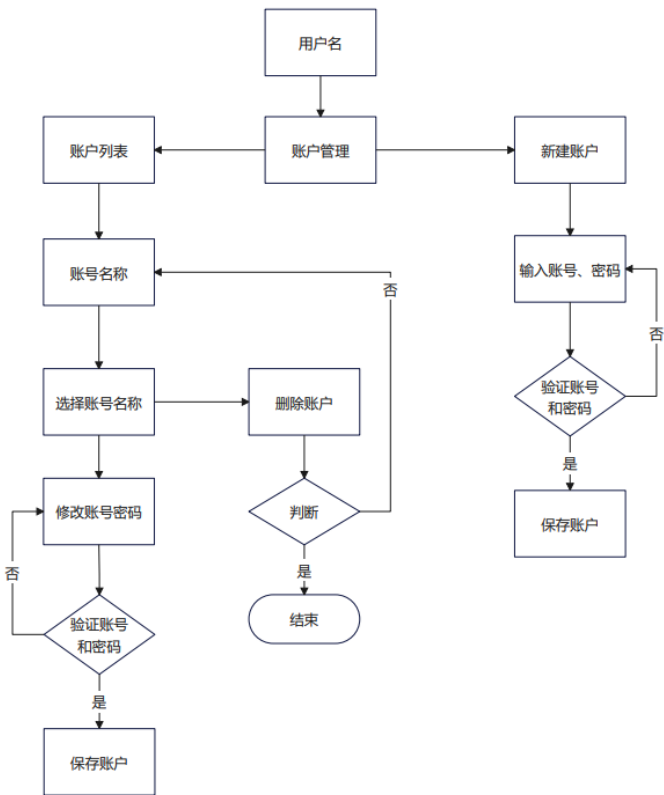 用户名
账户列表
账户管理
新建账户
账号名称
否
输入账号、密码
否
选择账号名称
删除账户
验证账号
和密码
是
修改账号密码
判断
保存账户
否
是
验证账号
和密码
结束
是
保存账户